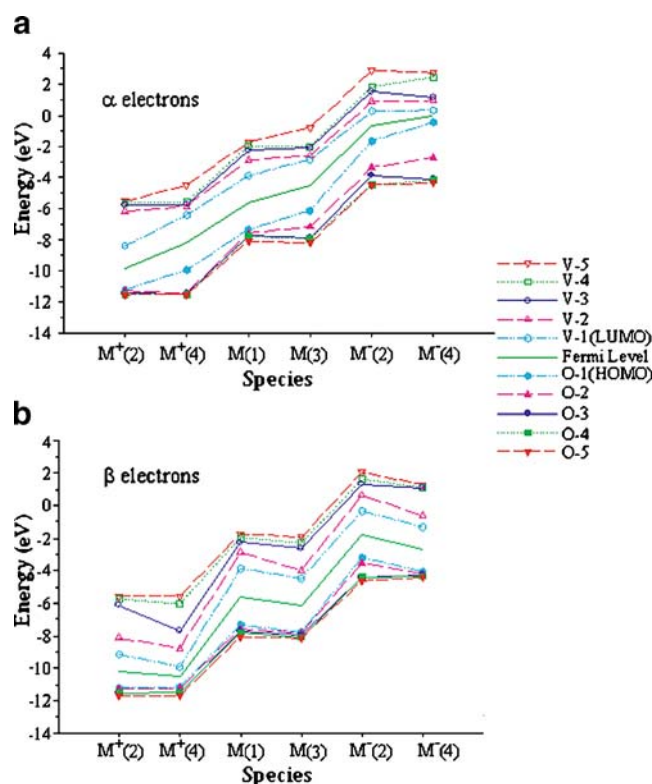 a
4
2
0
-2
-4
-6
-8
-10
-12
-14
Energy (eV)
α electrons
M⁺(2) M⁺(4) M(1) M(3) M⁻(2) M⁻(4)
Species
V-5
V-4
V-3
V-2
V-1(LUMO)
Fermi Level
O-1(HOMO)
O-2
O-3
O-4
O-5
b
4
2
0
-2
-4
-6
-8
-10
-12
-14
Energy (eV)
β electrons
M⁺(2) M⁺(4) M(1) M(3) M⁻(2) M⁻(4)
Species